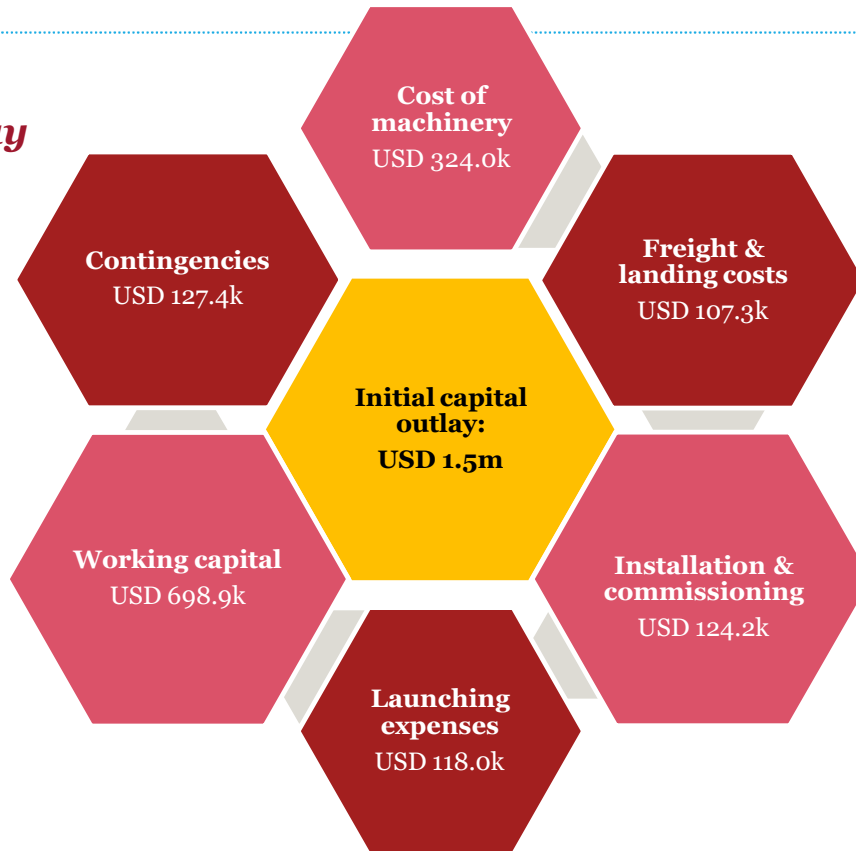 Cost of
machinery
USD 324.0k
Contingencies
USD 127.4k
Freight &
landing costs
USD 107.3k
Initial capital
outlay:
USD 1.5m
Working capital
USD 698.9k
Installation &
commissioning
USD 124.2k
Launching
expenses
USD 118.0k